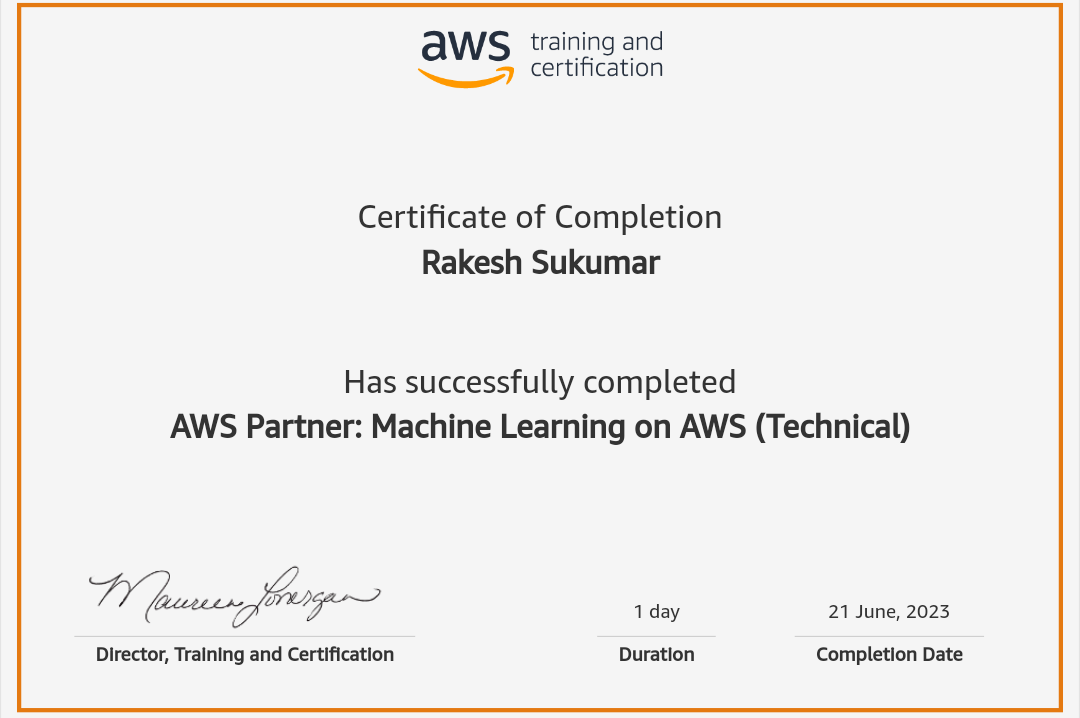 aws training and
certification
Certificate of Completion
Rakesh Sukumar
Has successfully completed
AWS Partner: Machine Learning on AWS (Technical)
Maureen Lonergan
1 day
21 June, 2023
Director, Training and Certification
Duration
Completion Date